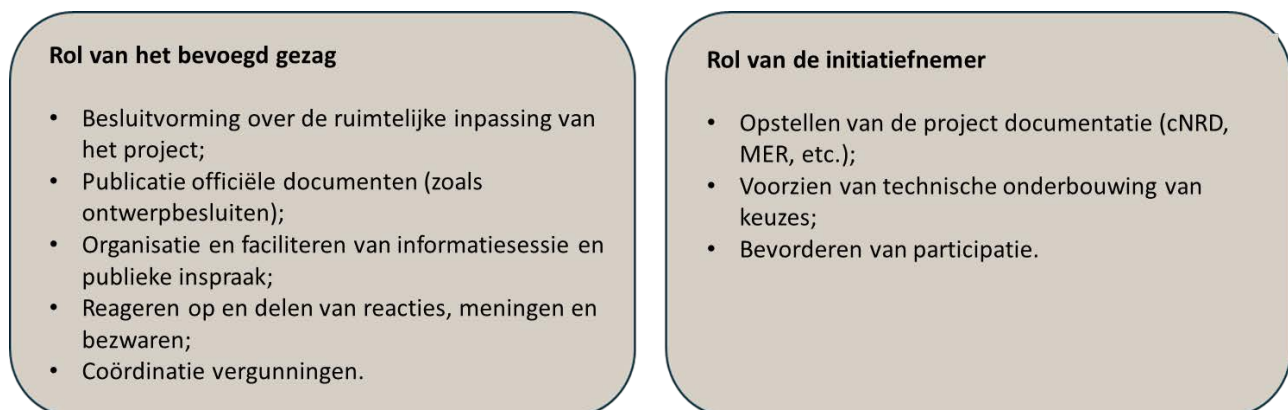 Rol van het bevoegd gezag
• Besluitvorming over de ruimtelijke inpassing van
het project;
• Publicatie officiële documenten (zoals
ontwerpbesluiten);
• Organisatie en faciliteren van informatiesessie en
publieke inspraak;
• Reageren op en delen van reacties, meningen en
bezwaren;
• Coördinatie vergunningen.
Rol van de initiatiefnemer
• Opstellen van de project documentatie (cNRD,
MER, etc.);
• Voorzien van technische onderbouwing van
keuzes;
• Bevorderen van participatie.